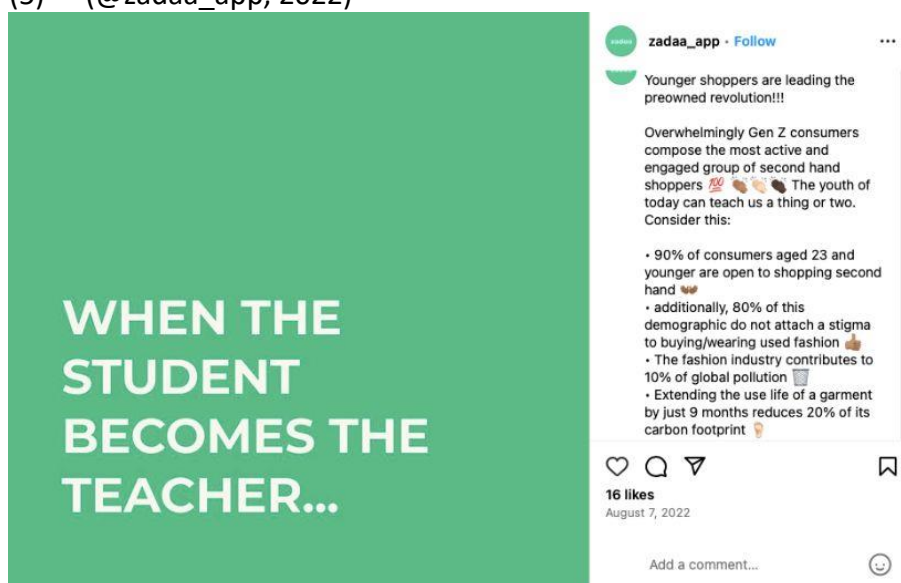 (3) (@zadaa_app, 2022)
WHEN THE
STUDENT
BECOMES THE
TEACHER...
zadaa
zadaa_app • Follow
Younger shoppers are leading the
preowned revolution!!!
Overwhelmingly Gen Z consumers
compose the most active and
engaged group of second hand
shoppers 💯 👏🏾👏🏻👏🏿 The youth of
today can teach us a thing or two.
Consider this:
• 90% of consumers aged 23 and
younger are open to shopping second
hand 👐🏾
• additionally, 80% of this
demographic do not attach a stigma
to buying/wearing used fashion 👍🏽
• The fashion industry contributes to
10% of global pollution 🗑️
• Extending the use life of a garment
by just 9 months reduces 20% of its
carbon footprint 👌🏻
16 likes
August 7, 2022
Add a comment...